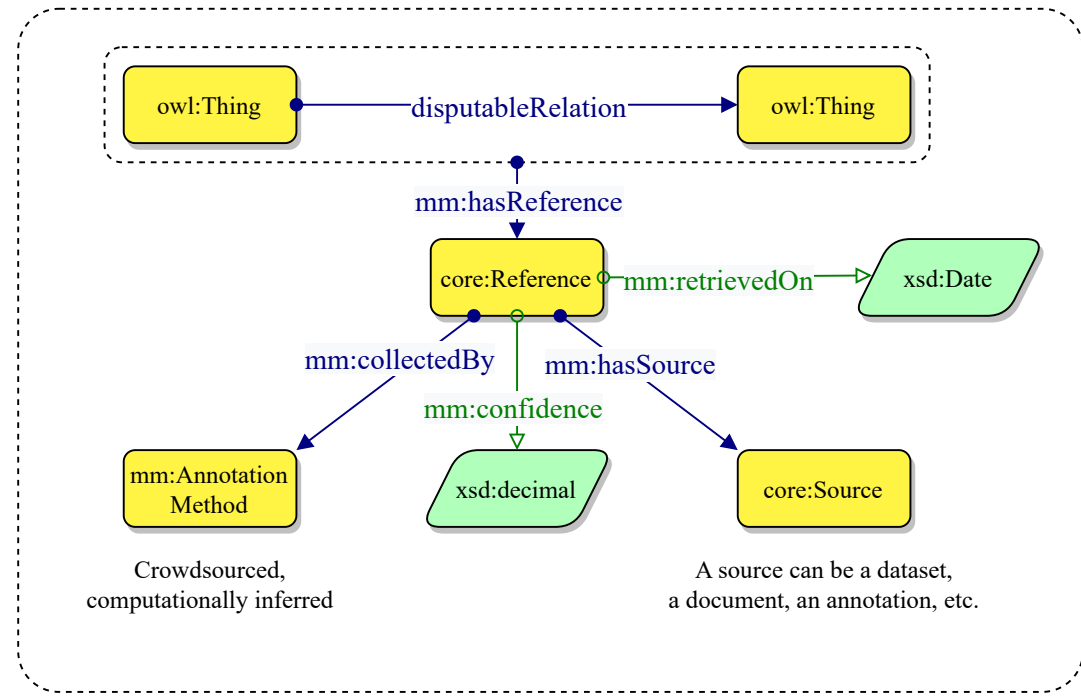 owl:Thing
disputableRelation
owl:Thing
mm:hasReference
core:Reference
mm:retrievedOn
xsd:Date
mm:collectedBy
mm:hasSource
mm:confidence
mm:Annotation
Method
xsd:decimal
core:Source
Crowdsourced,
computationally inferred
A source can be a dataset,
a document, an annotation, etc.